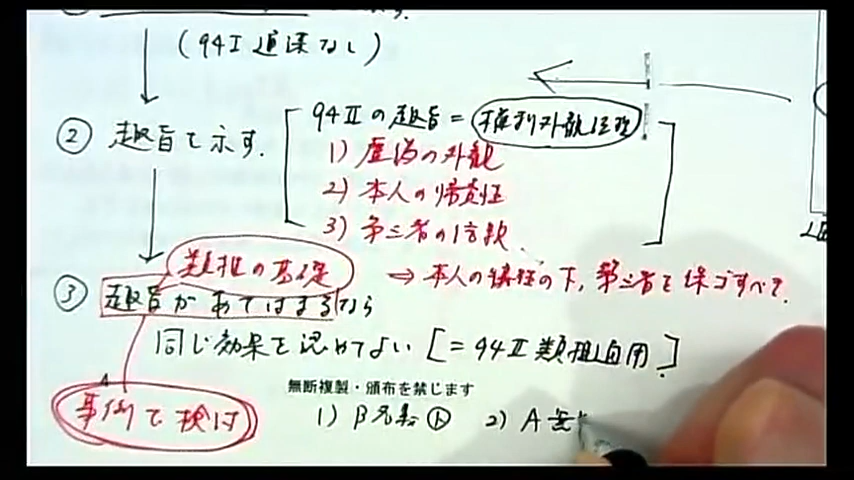 (94Ⅱ直接なし)
② 趣旨を示す.
94Ⅱの趣旨=権利外観法理
1) 虚偽の外観
2) 本人の帰責性
3) 第三者の信頼
⇒ 本人の犠牲の下, 第三者を保ゴすべき.
類推の基礎
③ 趣旨があてはまるなら
同じ効果を認めてよい [=94Ⅱ類推適用].
事例で検討
無断複製・頒布を禁じます
1) B名義 2) A